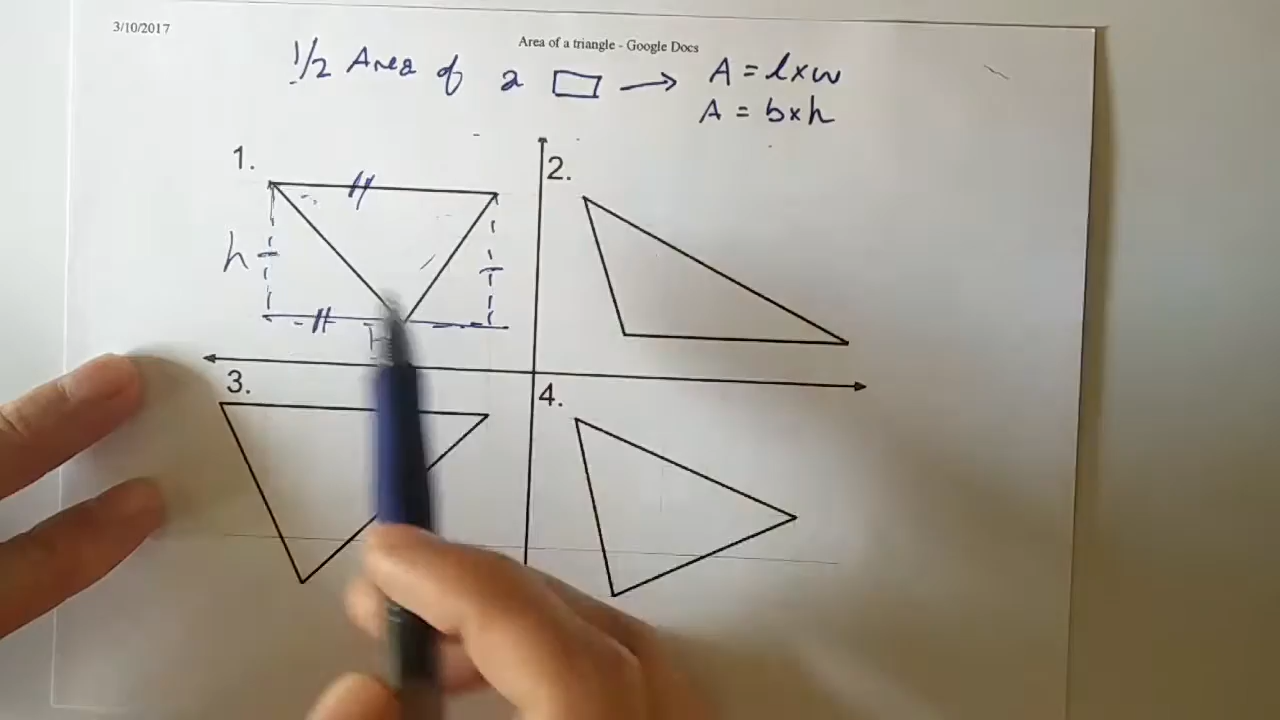 3/10/2017
Area of a triangle - Google Docs
1/2 Area of a → A = l x w
A = b x h
1.
2.
h
3.
4.